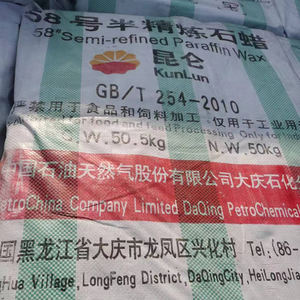 58号半精炼石蜡
58# Semi-refined Paraffin Wax
昆仑
KunLun
GB/T 254-2010
严禁用于食品和饲料加工 仅用于工业用
food and feed Processing Only for
.W.50.5kg N.W.50kg
中国石油天然气股份有限公司大庆石化
PetroChina Company Limited DaQing PetroChemical
国黑龙江省大庆市龙凤区兴化村 Tel: (86-
Hua Village, LongFeng District, DaQingCity, HeiLongJia